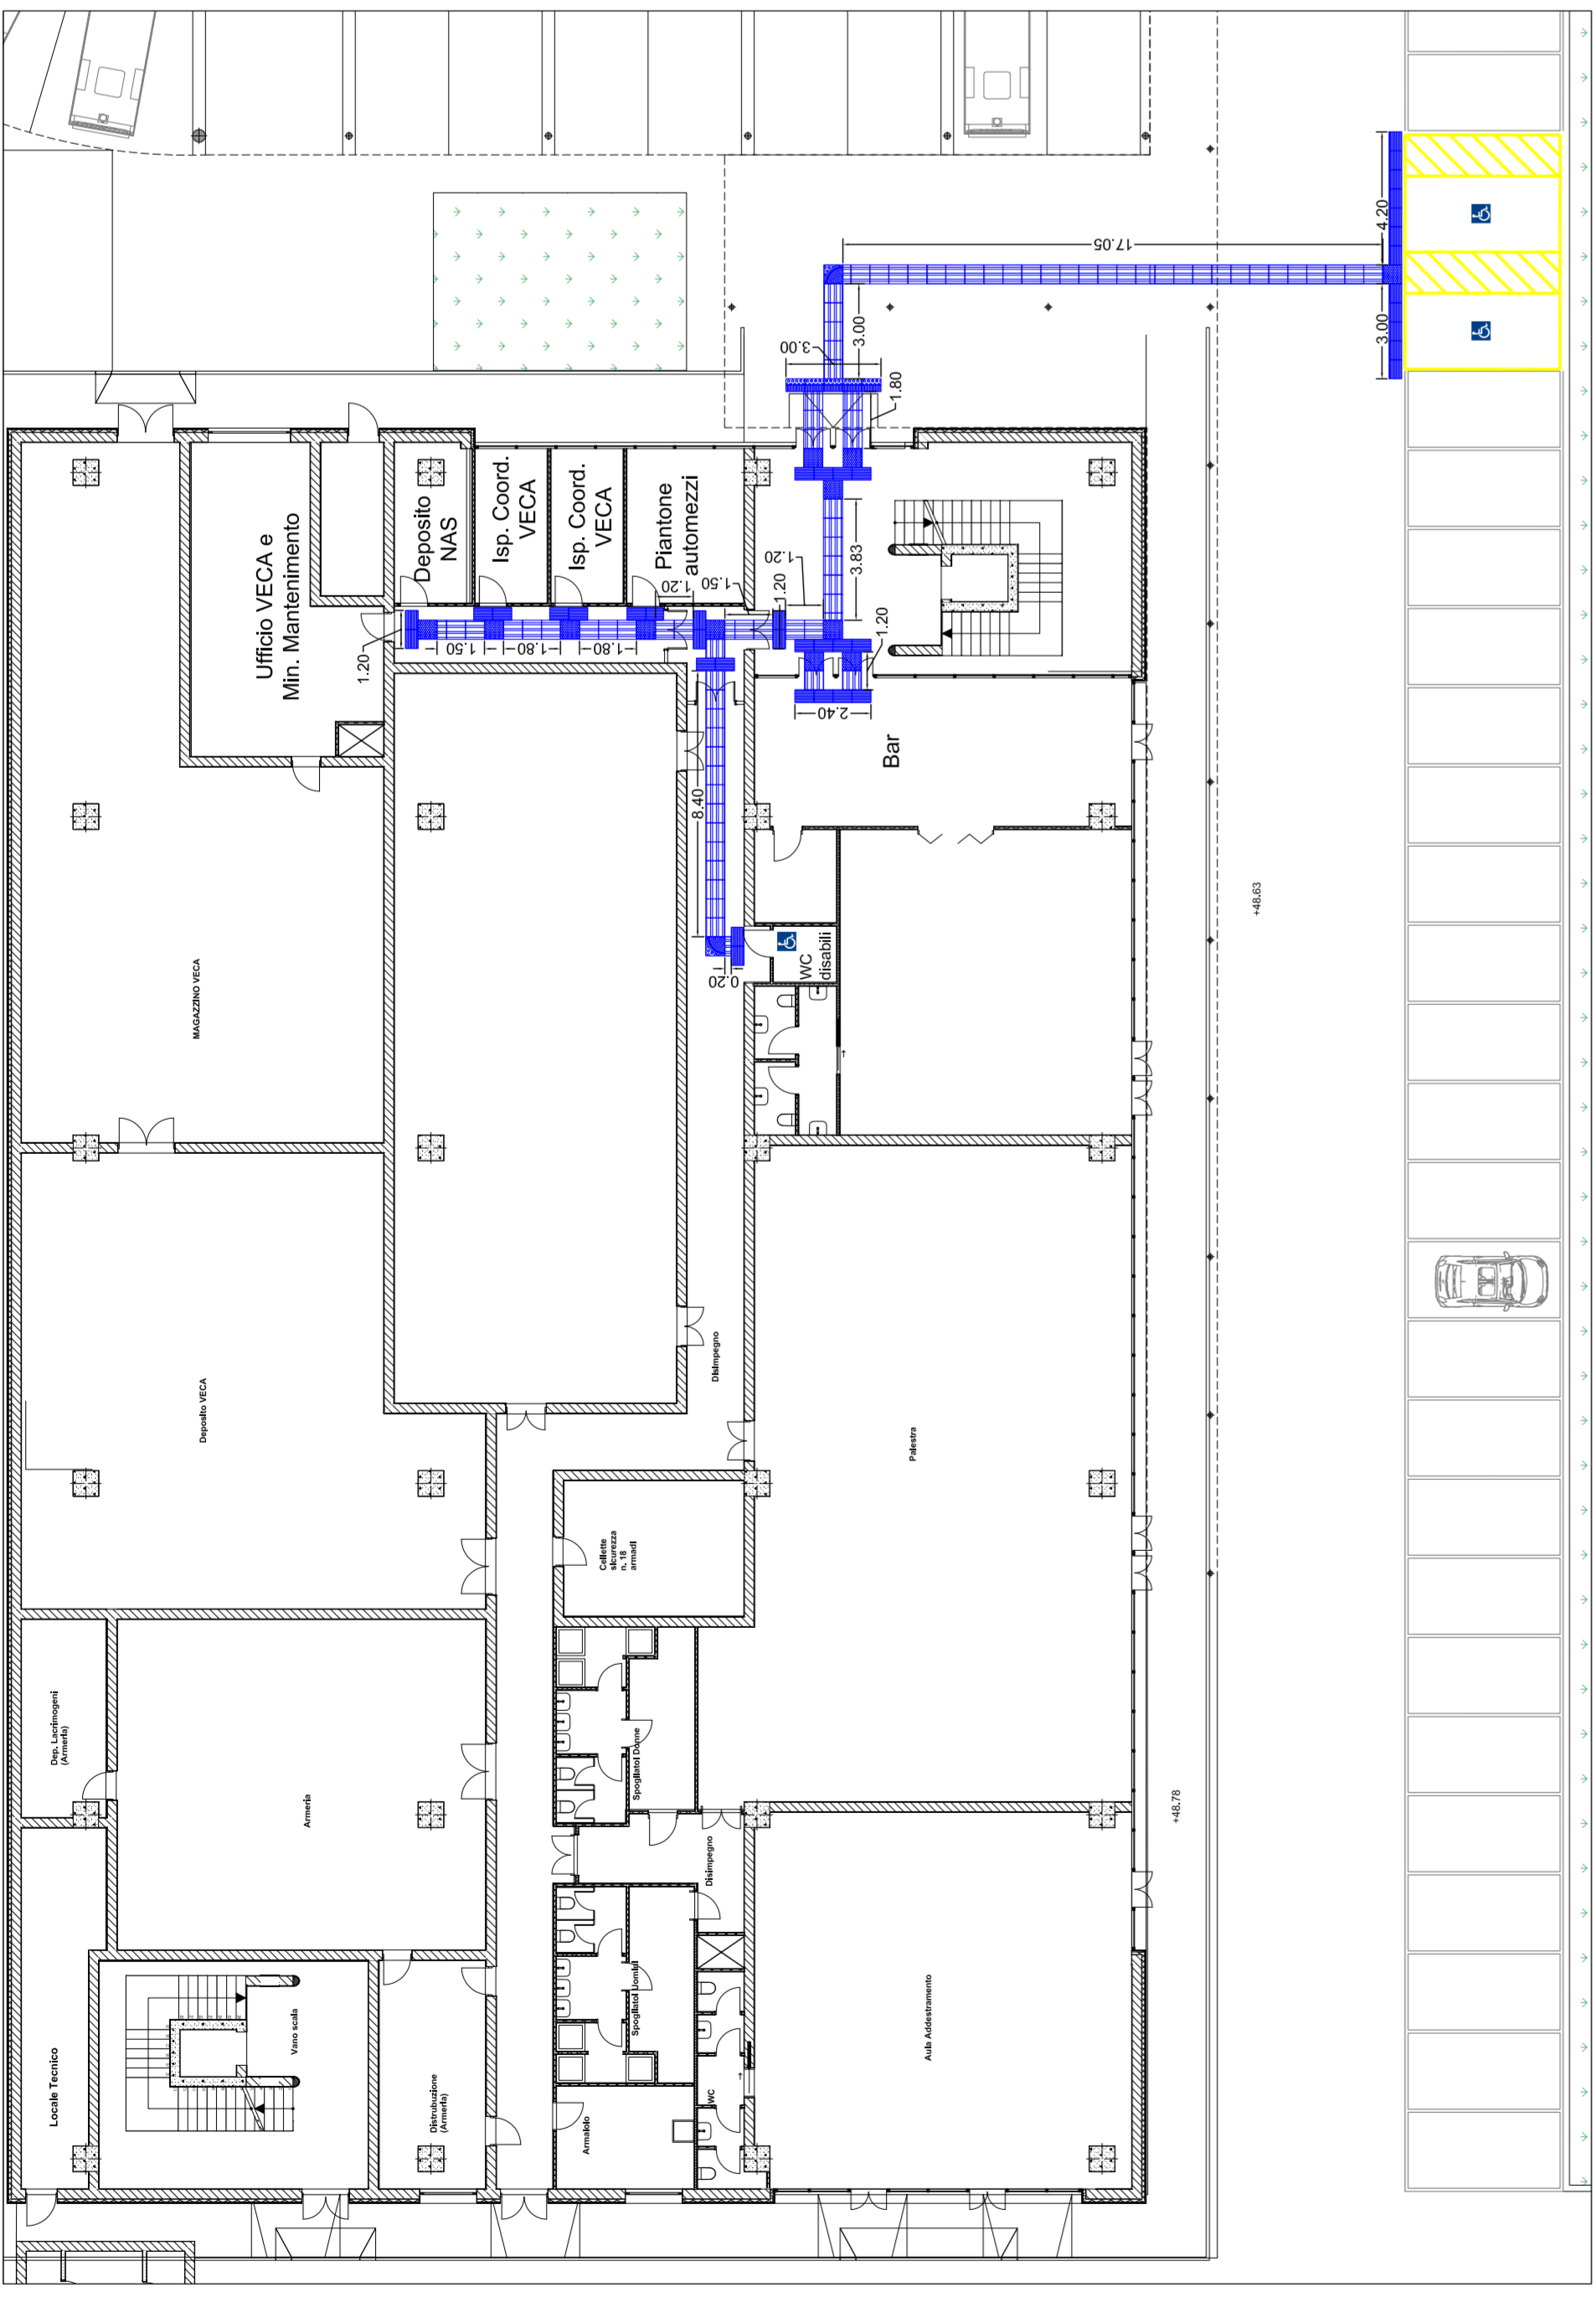 4.20
17.05
3.00
3.00
3.00
1.80
Deposito
NAS
Isp. Coord.
VECA
Isp. Coord.
VECA
Piantone
automezzi
Ufficio VECA e
Min. Mantenimento
3.83
1.20
1.20
1.50
1.20
1.20
1.20
1.50
1.80
1.80
2.40
Bar
8.40
+48.63
WC
disabili
0.20
MAGAZZINO VECA
Disimpegno
Deposito VECA
Palestra
Cellette
sicurezza
n. 18
armadi
Dep. Lacrimogeni
(Armeria)
Spogliatoi Donne
Armeria
+48.78
Disimpegno
Spogliatoi Uomini
Aula Addestramento
Vano scala
Locale Tecnico
Distrubuzione
(Armeria)
WC
Armaiolo